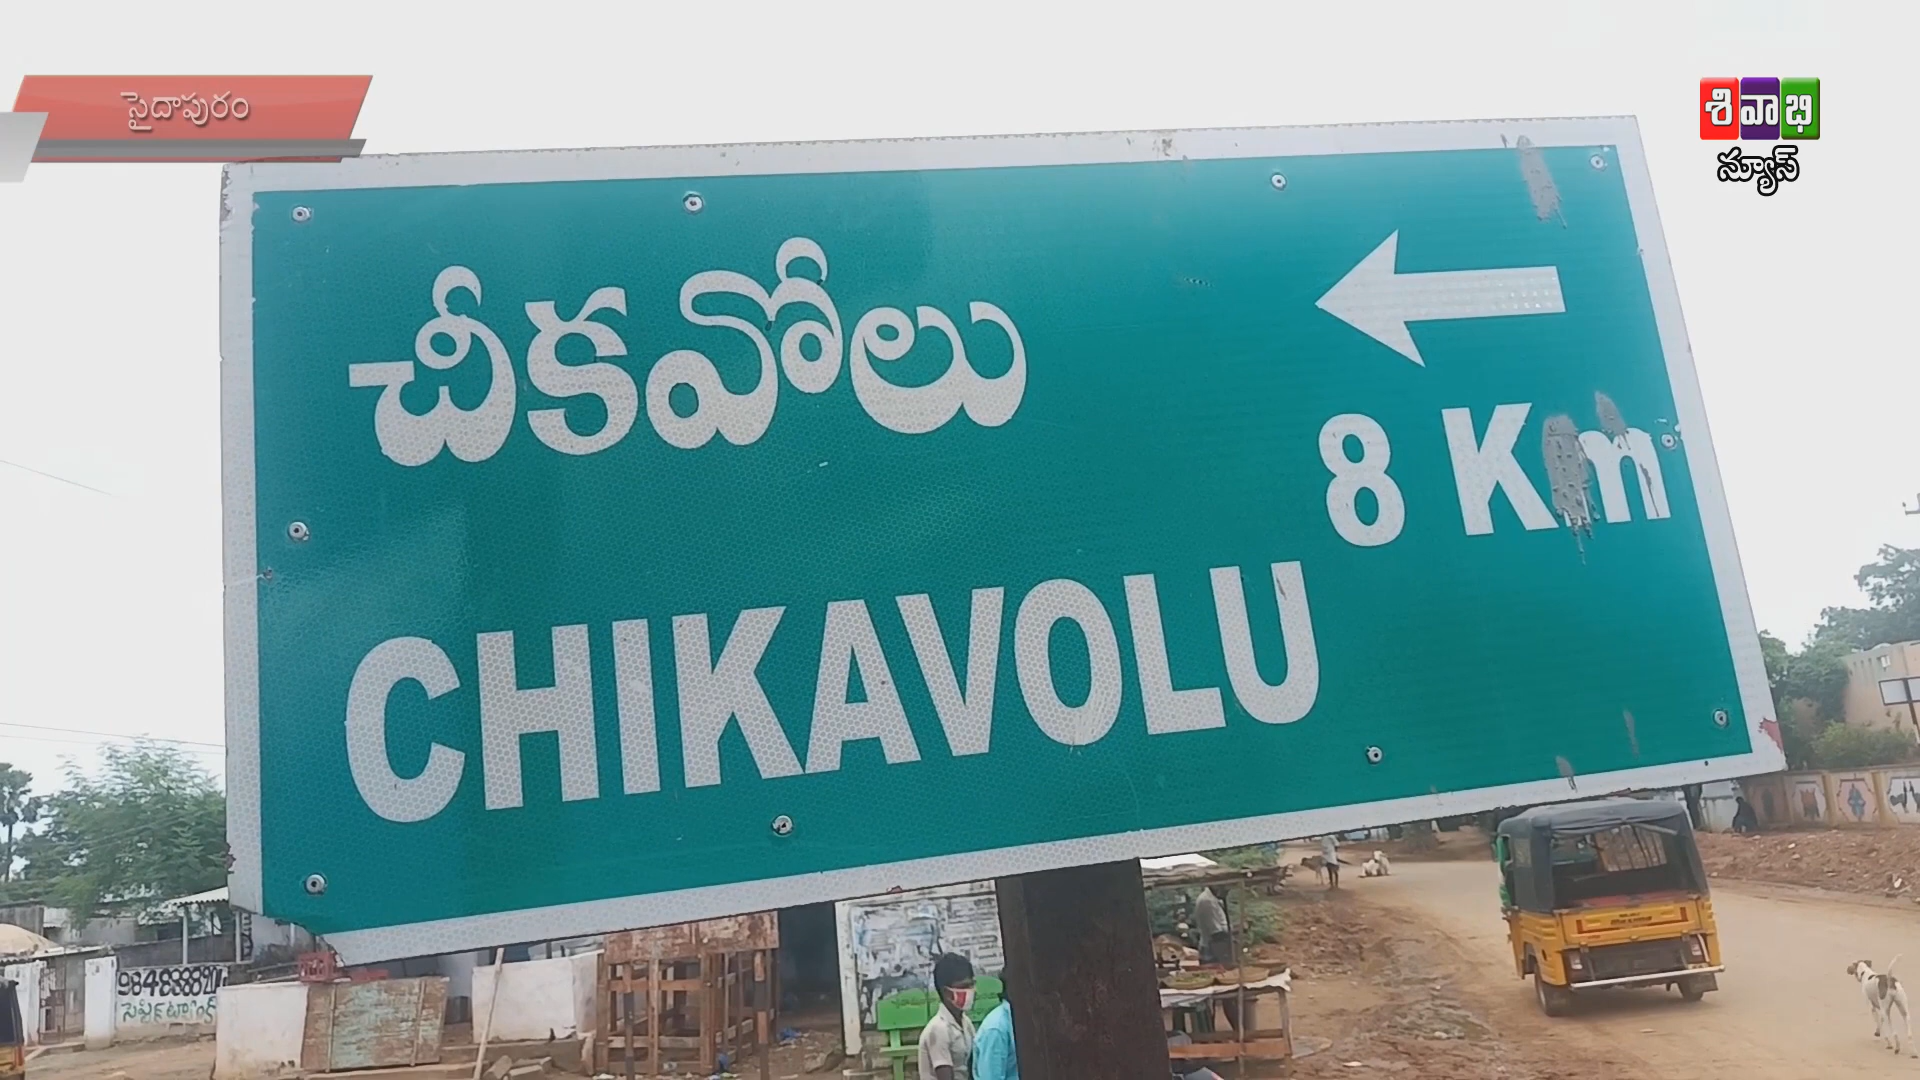 సైదాపురం
శివాభి
న్యూస్
చీకవోలు
8 Km
CHIKAVOLU
సెప్టిక్ ట్యాంక్